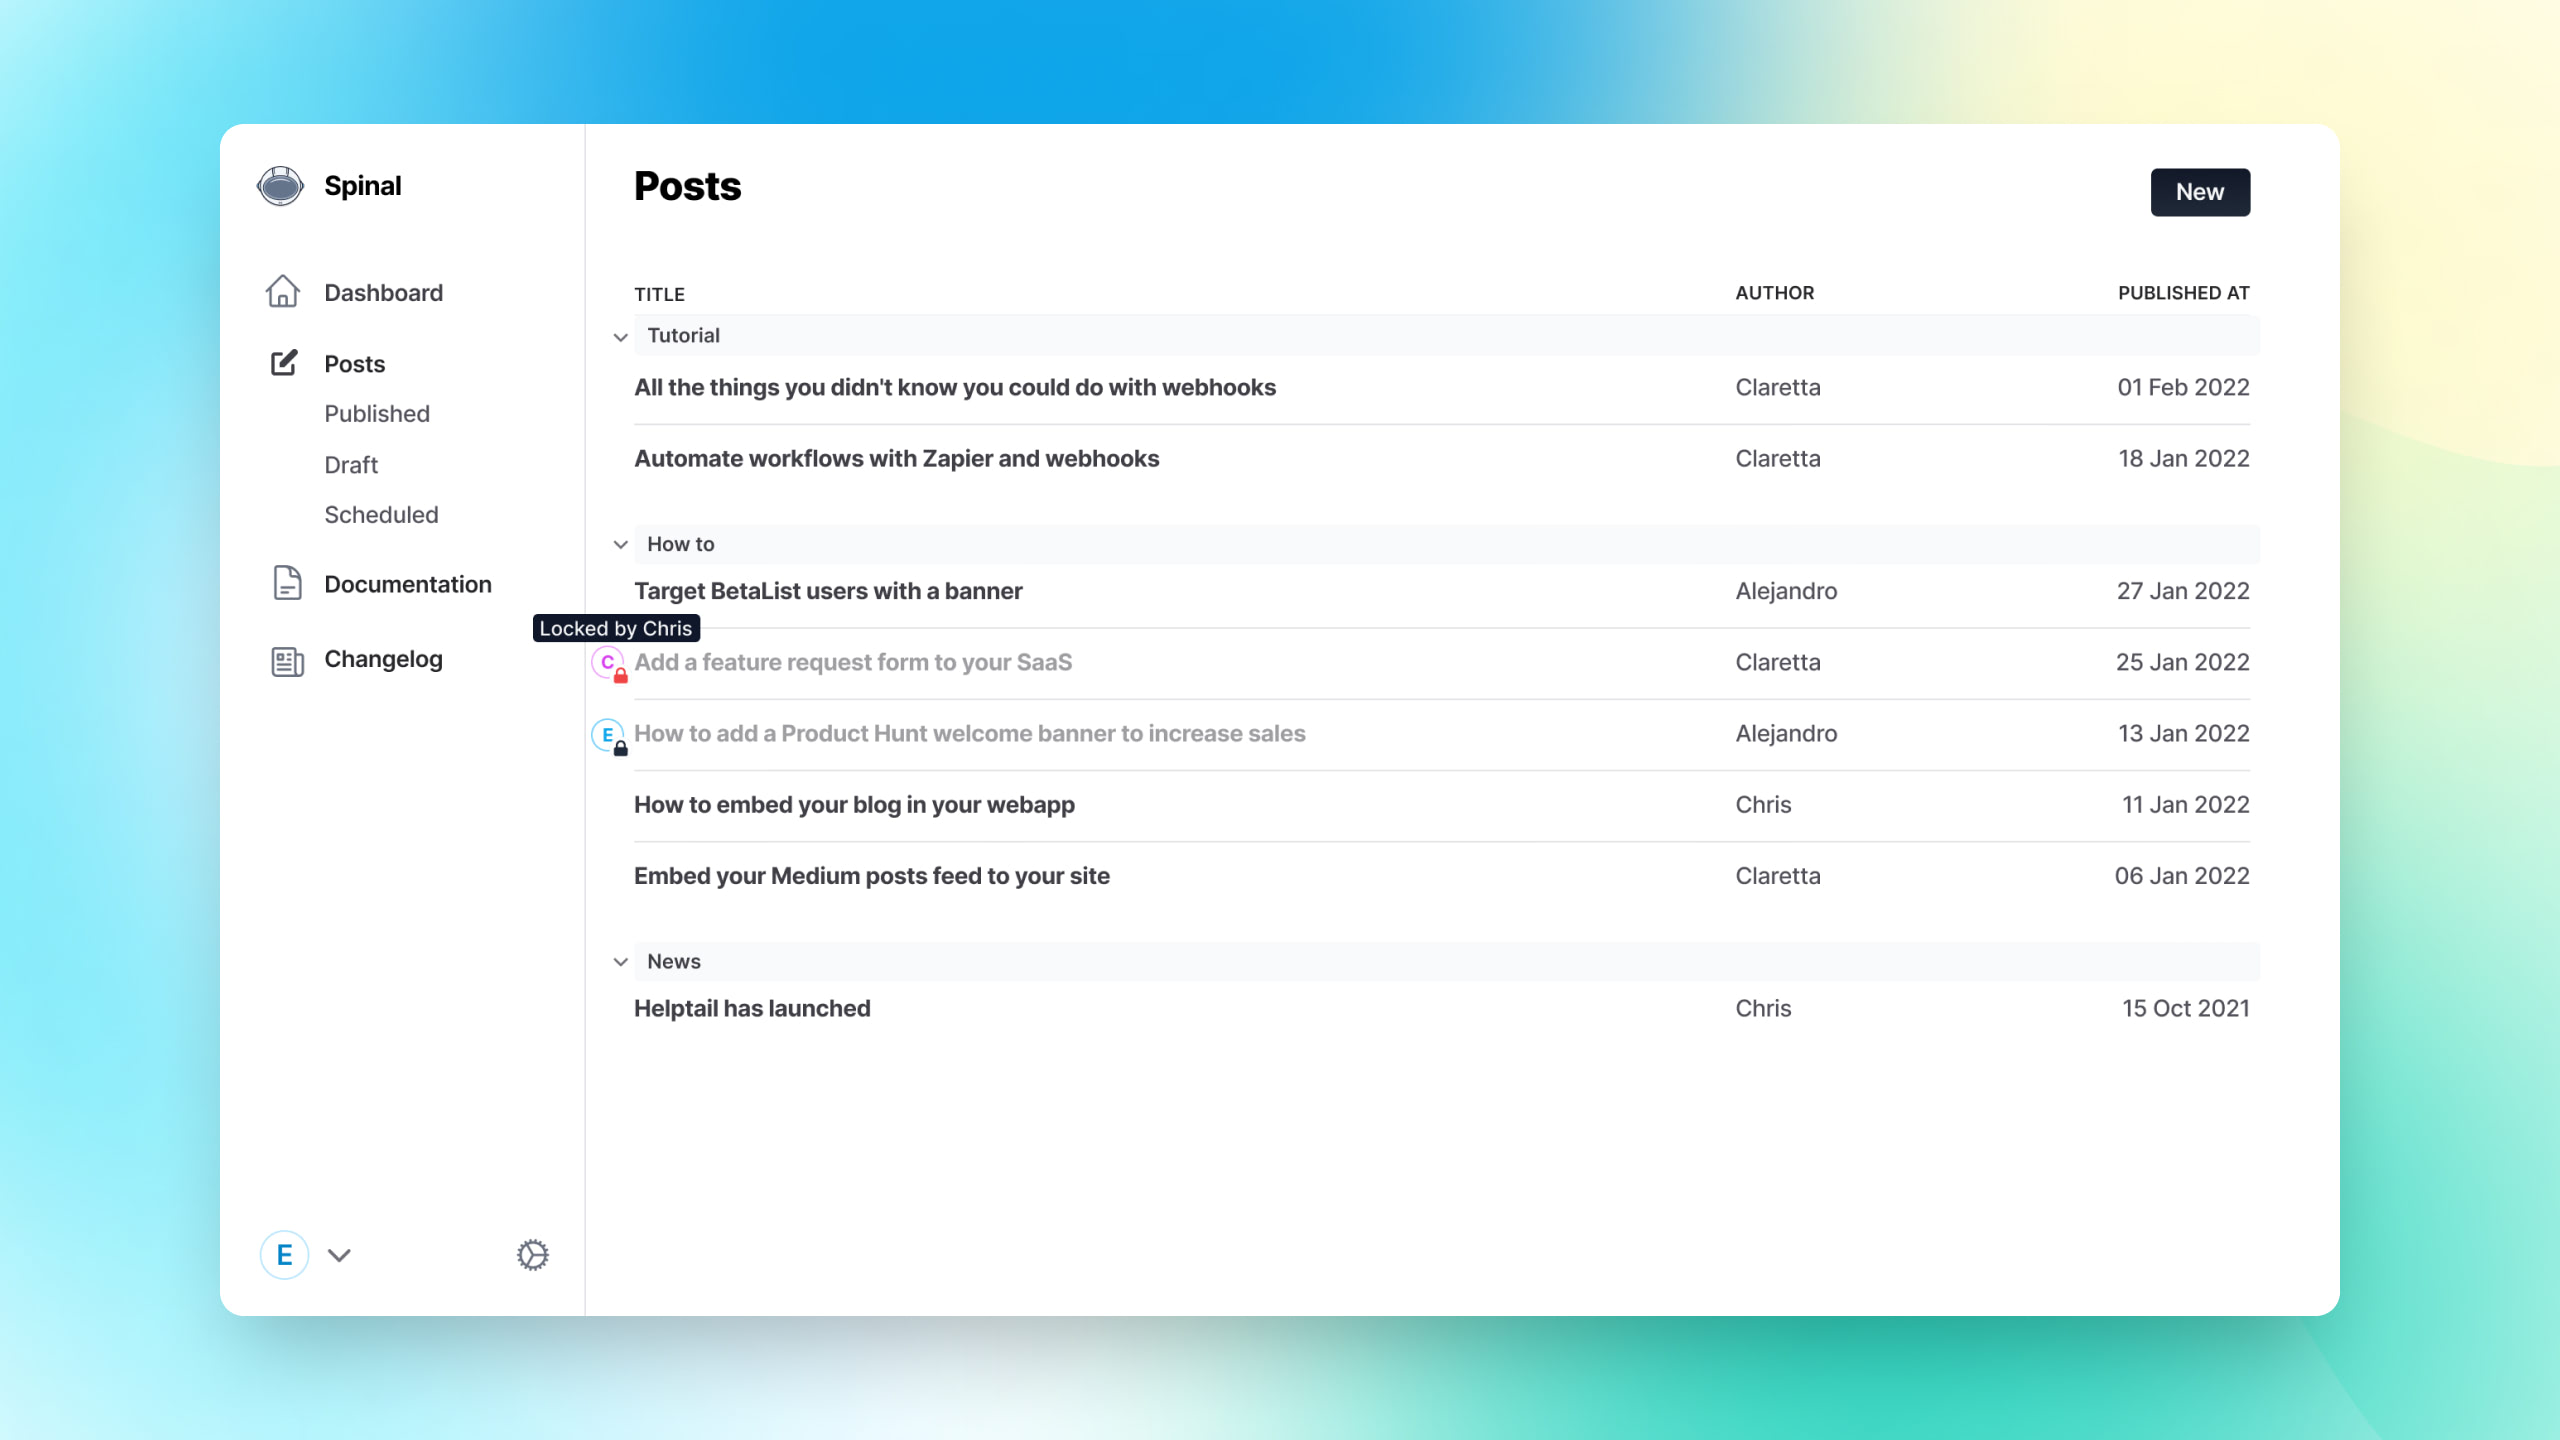 Spinal
Dashboard
Posts
Published
Draft
Scheduled
Documentation
Changelog
E
Posts
New
TITLE AUTHOR PUBLISHED AT
Tutorial
All the things you didn't know you could do with webhooks Claretta 01 Feb 2022
Automate workflows with Zapier and webhooks Claretta 18 Jan 2022
How to
Target BetaList users with a banner Alejandro 27 Jan 2022
Locked by Chris
C Add a feature request form to your SaaS Claretta 25 Jan 2022
E How to add a Product Hunt welcome banner to increase sales Alejandro 13 Jan 2022
How to embed your blog in your webapp Chris 11 Jan 2022
Embed your Medium posts feed to your site Claretta 06 Jan 2022
News
Helptail has launched Chris 15 Oct 2021